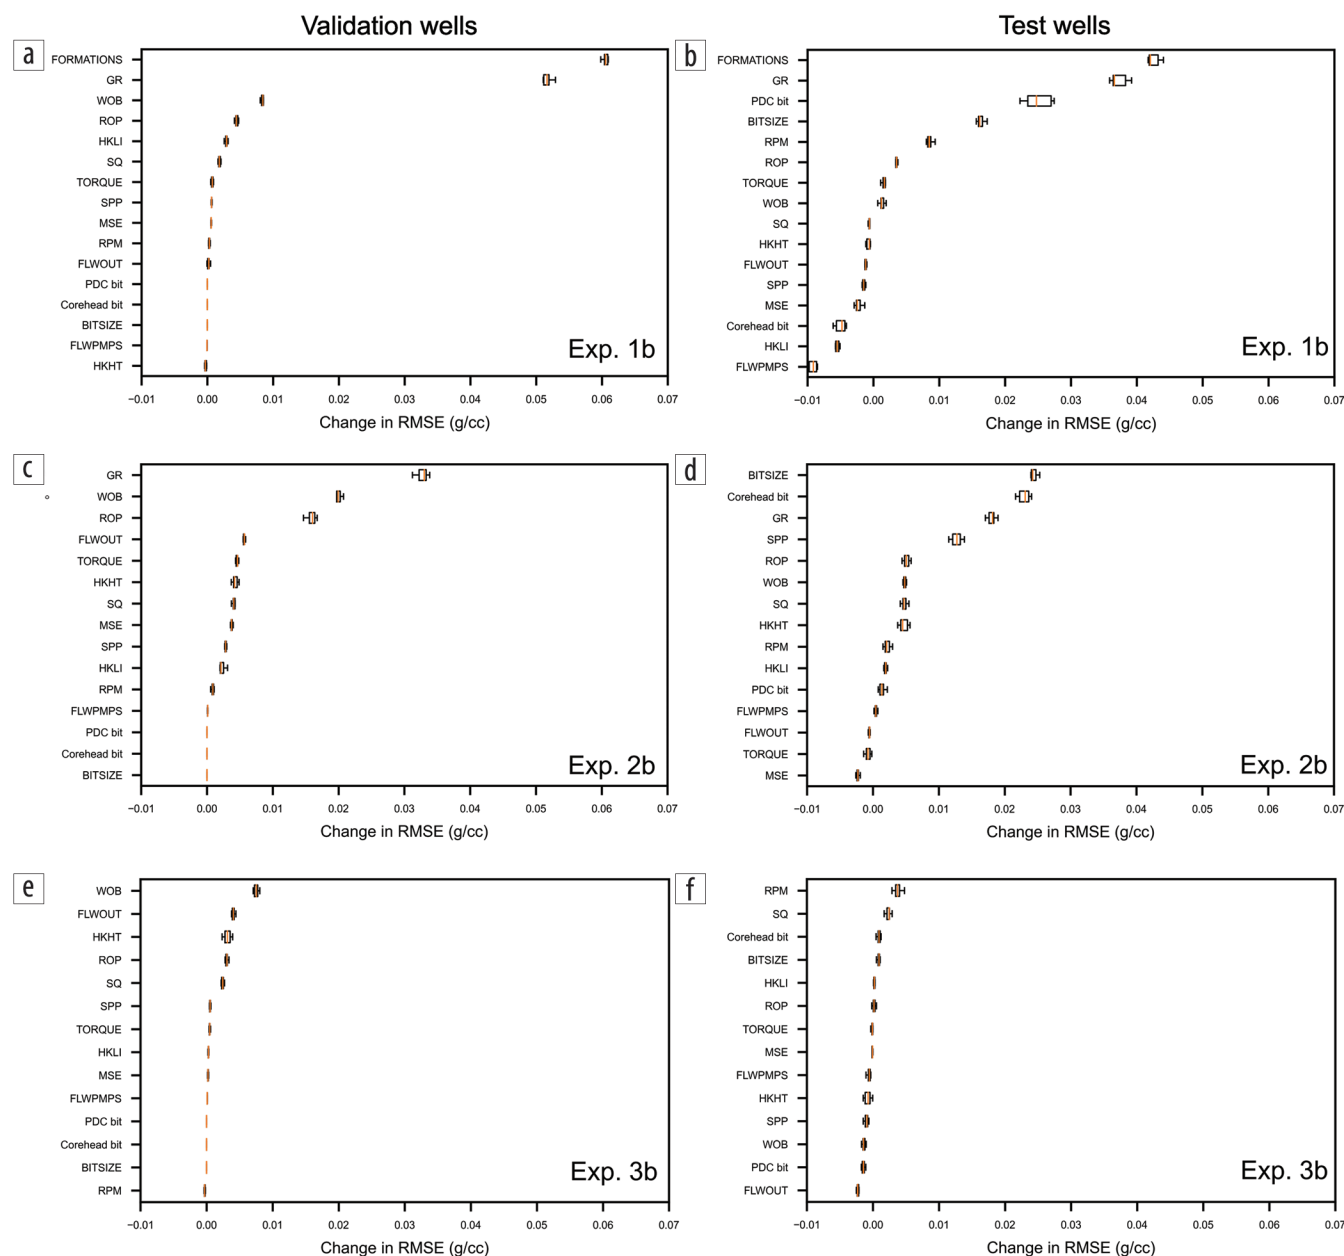 Validation wells
Test wells
a
FORMATIONS
GR
WOB
ROP
HKLI
SQ
TORQUE
SPP
MSE
RPM
FLWOUT
PDC bit
Corehead bit
BITSIZE
FLWPMPS
HKHT
Exp. 1b
−0.01 0.00 0.01 0.02 0.03 0.04 0.05 0.06 0.07
Change in RMSE (g/cc)
b
FORMATIONS
GR
PDC bit
BITSIZE
RPM
ROP
TORQUE
WOB
SQ
HKHT
FLWOUT
SPP
MSE
Corehead bit
HKLI
FLWPMPS
Exp. 1b
−0.01 0.00 0.01 0.02 0.03 0.04 0.05 0.06 0.07
Change in RMSE (g/cc)
c
GR
WOB
ROP
FLWOUT
TORQUE
HKHT
SQ
MSE
SPP
HKLI
RPM
FLWPMPS
PDC bit
Corehead bit
BITSIZE
Exp. 2b
−0.01 0.00 0.01 0.02 0.03 0.04 0.05 0.06 0.07
Change in RMSE (g/cc)
d
BITSIZE
Corehead bit
GR
SPP
ROP
WOB
SQ
HKHT
RPM
HKLI
PDC bit
FLWPMPS
FLWOUT
TORQUE
MSE
Exp. 2b
−0.01 0.00 0.01 0.02 0.03 0.04 0.05 0.06 0.07
Change in RMSE (g/cc)
e
WOB
FLWOUT
HKHT
ROP
SQ
SPP
TORQUE
HKLI
MSE
FLWPMPS
PDC bit
Corehead bit
BITSIZE
RPM
Exp. 3b
−0.01 0.00 0.01 0.02 0.03 0.04 0.05 0.06 0.07
Change in RMSE (g/cc)
f
RPM
SQ
Corehead bit
BITSIZE
HKLI
ROP
TORQUE
MSE
FLWPMPS
HKHT
SPP
WOB
PDC bit
FLWOUT
Exp. 3b
−0.01 0.00 0.01 0.02 0.03 0.04 0.05 0.06 0.07
Change in RMSE (g/cc)